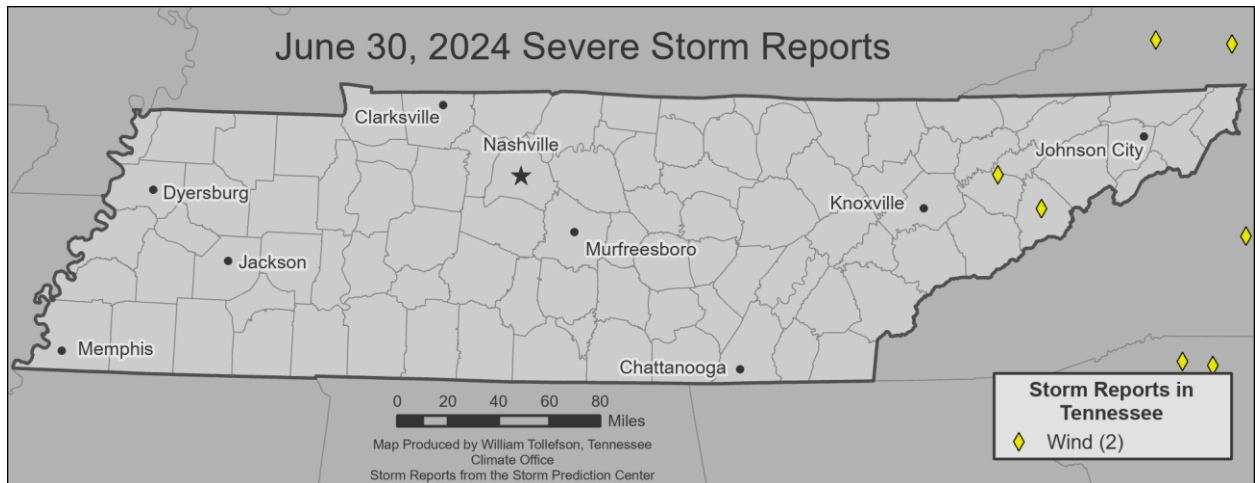 June 30, 2024 Severe Storm Reports
Clarksville
Nashville
Johnson City
Dyersburg
Knoxville
Murfreesboro
Jackson
Memphis
Chattanooga
0 20 40 60 80
Miles
Map Produced by William Tollefson, Tennessee
Climate Office
Storm Reports from the Storm Prediction Center
Storm Reports in
Tennessee
Wind (2)